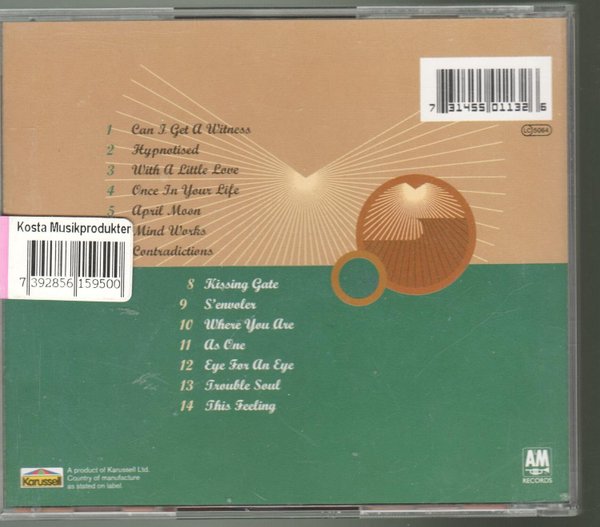 7 31455 01132 6
LC 5064
1 Can I Get A Witness
2 Hypnotised
3 With A Little Love
4 Once In Your Life
5 April Moon
Mind Works
Contradictions
Kosta Musikprodukter
7 392856 159500
8 Kissing Gate
9 S'envoler
10 Where You Are
11 As One
12 Eye For An Eye
13 Trouble Soul
14 This Feeling
Karussell
A product of Karussell Ltd.
Country of manufacture
as stated on label.
AM
RECORDS